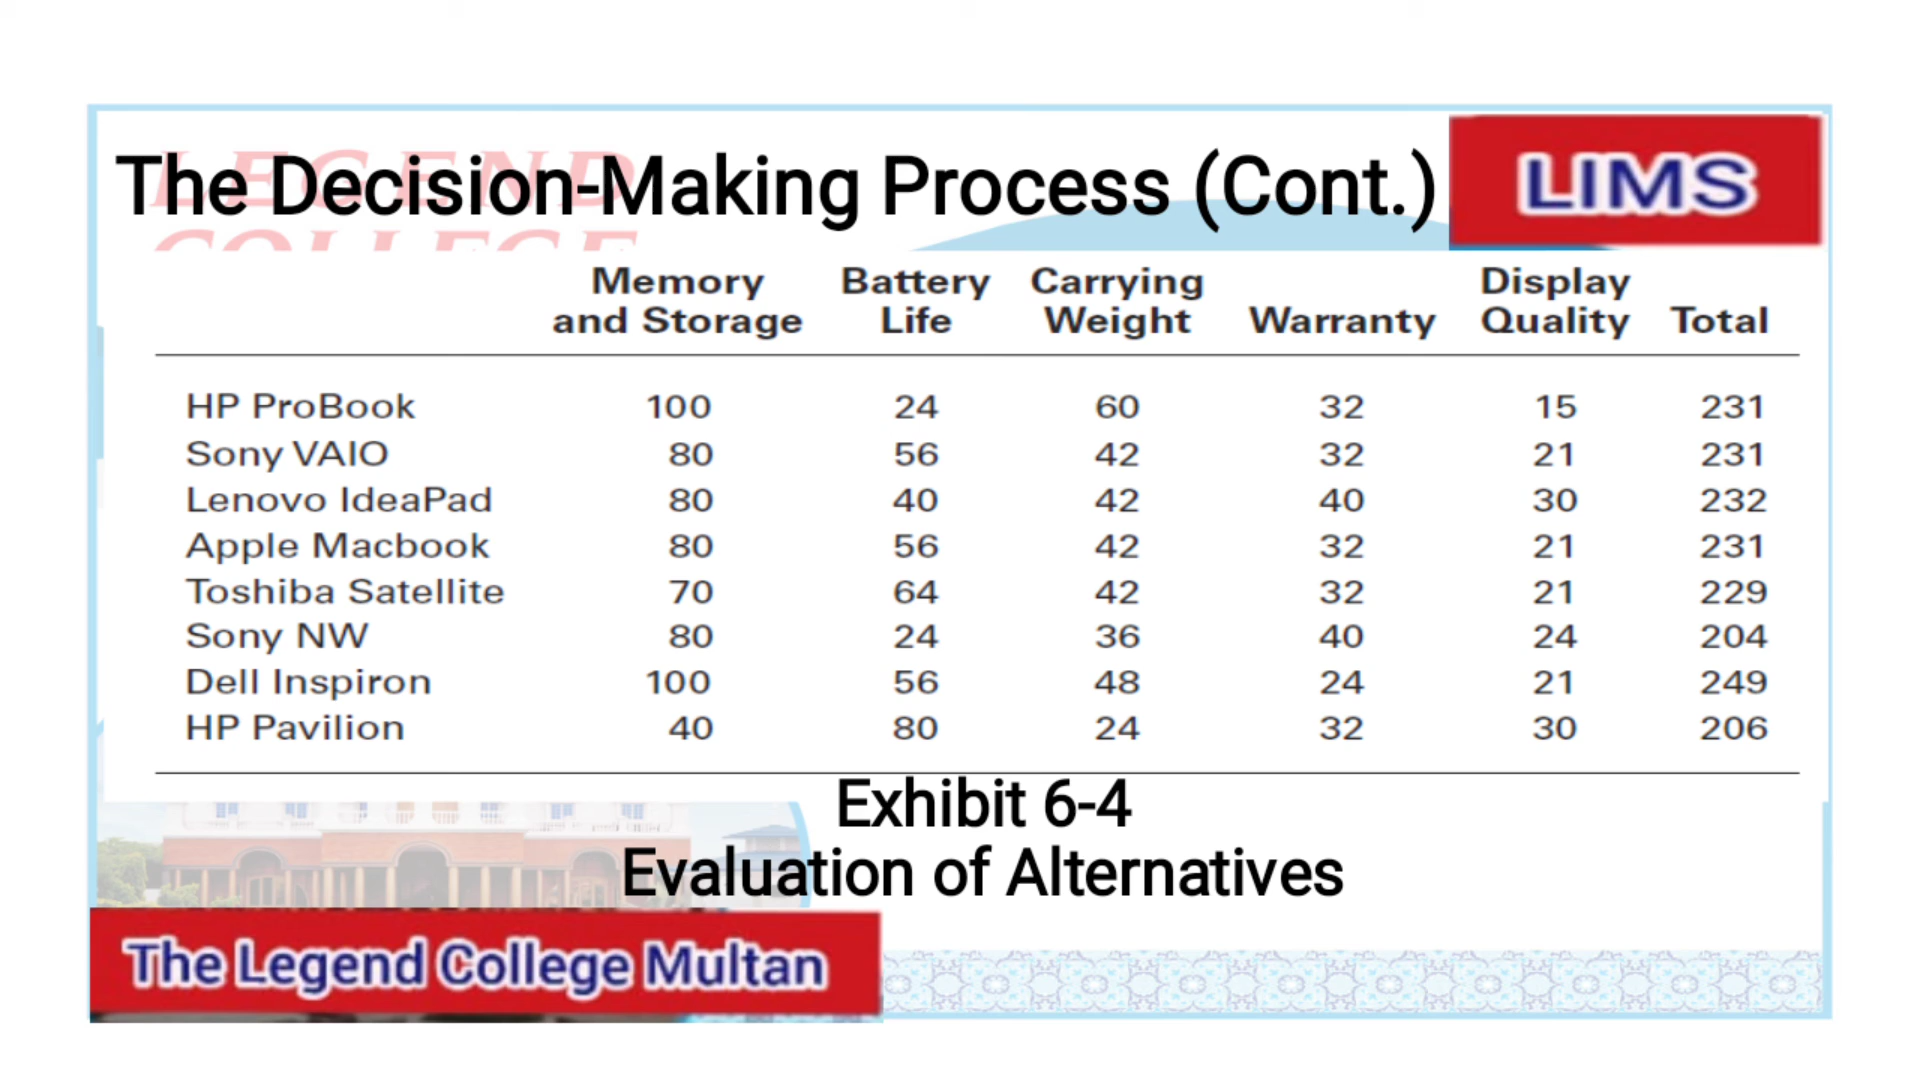 The Decision-Making Process (Cont.)
LIMS
LEGEND
COLLEGE
Memory and Storage Battery Life Carrying Weight Warranty Display Quality Total
HP ProBook 100 24 60 32 15 231
Sony VAIO 80 56 42 32 21 231
Lenovo IdeaPad 80 40 42 40 30 232
Apple Macbook 80 56 42 32 21 231
Toshiba Satellite 70 64 42 32 21 229
Sony NW 80 24 36 40 24 204
Dell Inspiron 100 56 48 24 21 249
HP Pavilion 40 80 24 32 30 206
Exhibit 6-4
Evaluation of Alternatives
The Legend College Multan